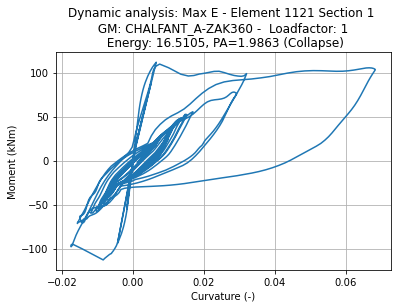 Dynamic analysis: Max E - Element 1121 Section 1
GM: CHALFANT_A-ZAK360 - Loadfactor: 1
Energy: 16.5105, PA=1.9863 (Collapse)
100
50
0
−50
−100
Moment (kNm)
−0.02
0.00
0.02
0.04
0.06
Curvature (-)